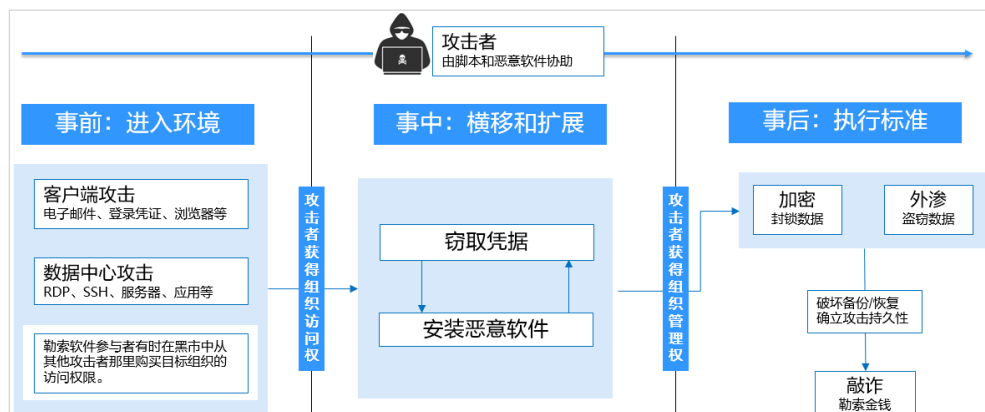 攻击者
由脚本和恶意软件协助
事前：进入环境
事中：横移和扩展
事后：执行标准
客户端攻击
电子邮件、登录凭证、浏览器等
数据中心攻击
RDP、SSH、服务器、应用等
勒索软件参与者有时在黑市中从
其他攻击者那里购买目标组织的
访问权限。
攻击者获得组织访问权
窃取凭据
安装恶意软件
攻击者获得组织管理权
加密
封锁数据
外渗
盗窃数据
破坏备份/恢复
确立攻击持久性
敲诈
勒索金钱